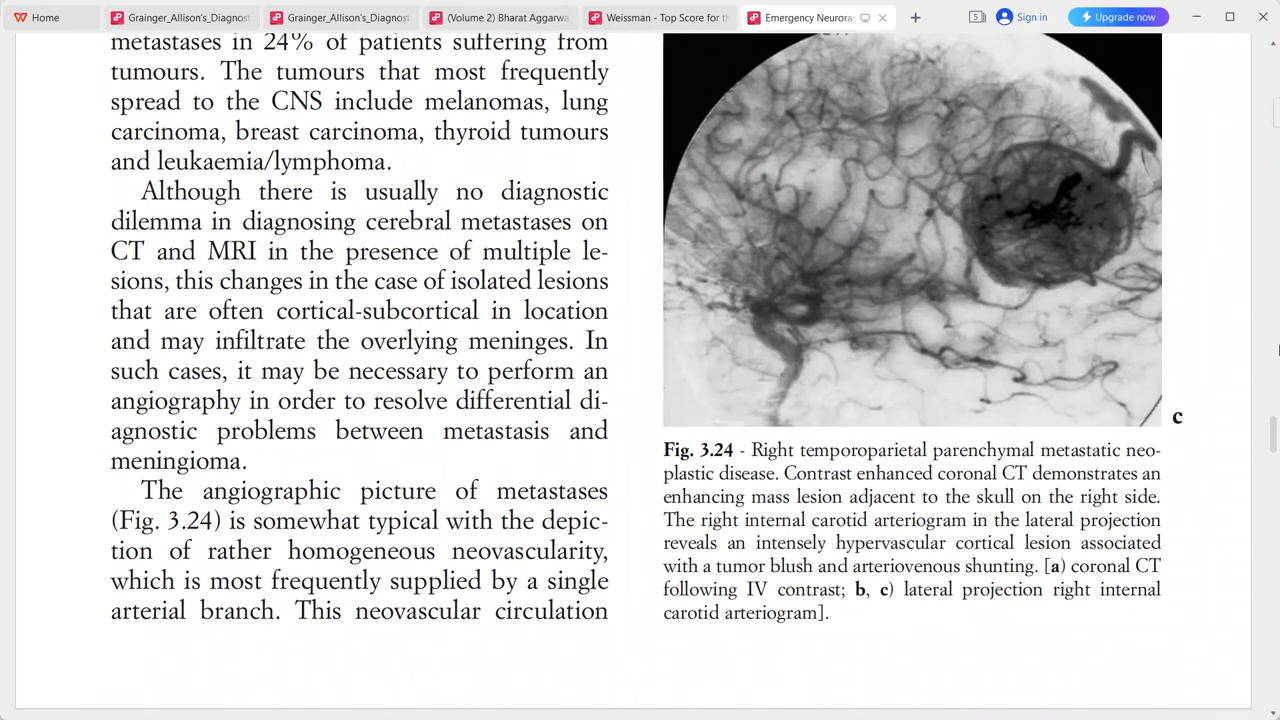 Home
Grainger_Allison's_Diagnost
Grainger_Allison's_Diagnost
(Volume 2) Bharat Aggarwa
Weissman - Top Score for th
Emergency Neurorad
5
Sign in
Upgrade now
metastases in 24% of patients suffering from
tumours. The tumours that most frequently
spread to the CNS include melanomas, lung
carcinoma, breast carcinoma, thyroid tumours
and leukaemia/lymphoma.
Although there is usually no diagnostic
dilemma in diagnosing cerebral metastases on
CT and MRI in the presence of multiple le-
sions, this changes in the case of isolated lesions
that are often cortical-subcortical in location
and may infiltrate the overlying meninges. In
such cases, it may be necessary to perform an
angiography in order to resolve differential di-
agnostic problems between metastasis and
meningioma.
The angiographic picture of metastases
(Fig. 3.24) is somewhat typical with the depic-
tion of rather homogeneous neovascularity,
which is most frequently supplied by a single
arterial branch. This neovascular circulation
c
Fig. 3.24 - Right temporoparietal parenchymal metastatic neo-
plastic disease. Contrast enhanced coronal CT demonstrates an
enhancing mass lesion adjacent to the skull on the right side.
The right internal carotid arteriogram in the lateral projection
reveals an intensely hypervascular cortical lesion associated
with a tumor blush and arteriovenous shunting. [a) coronal CT
following IV contrast; b, c) lateral projection right internal
carotid arteriogram].